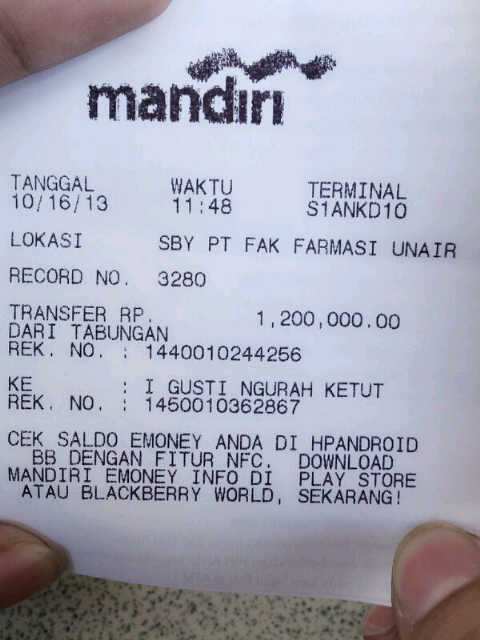 mandiri
TANGGAL WAKTU TERMINAL
10/16/13 11:48 S1ANKD10
LOKASI SBY PT FAK FARMASI UNAIR
RECORD NO. 3280
TRANSFER RP. 1,200,000.00
DARI TABUNGAN
REK. NO. : 1440010244256
KE : I GUSTI NGURAH KETUT
REK. NO. : 1450010362867
CEK SALDO EMONEY ANDA DI HPANDROID
BB DENGAN FITUR NFC. DOWNLOAD
MANDIRI EMONEY INFO DI PLAY STORE
ATAU BLACKBERRY WORLD, SEKARANG!